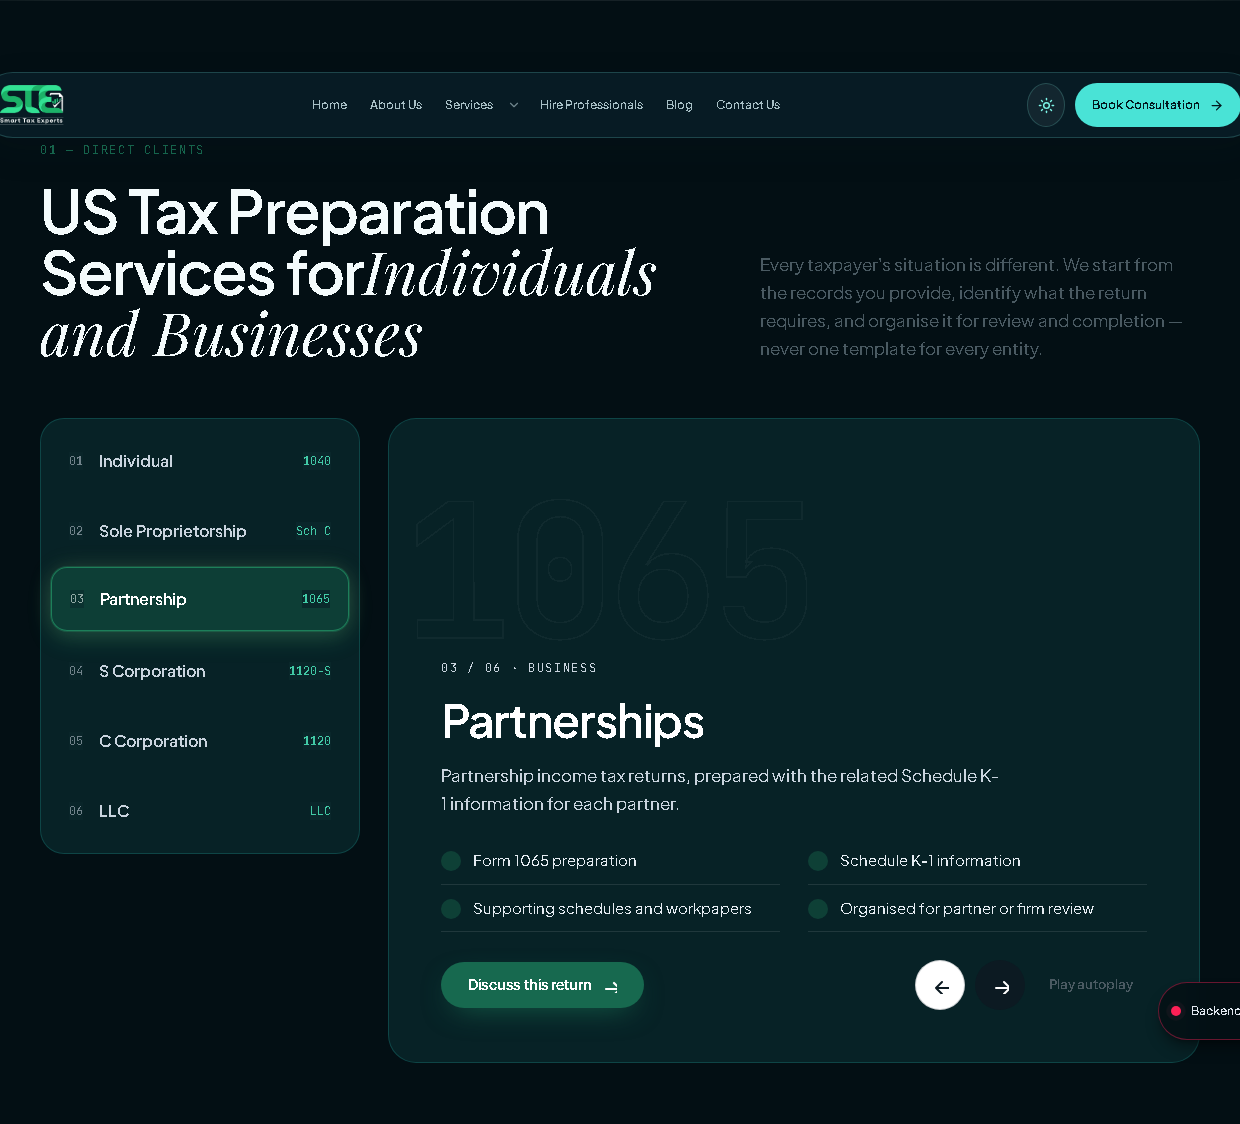 STE
Smart Tax Experts
Home
About Us
Services
Hire Professionals
Blog
Contact Us
Book Consultation →
01 — DIRECT CLIENTS
US Tax Preparation
Services forIndividuals
and Businesses
Every taxpayer's situation is different. We start from
the records you provide, identify what the return
requires, and organise it for review and completion —
never one template for every entity.
01 Individual 1040
02 Sole Proprietorship Sch C
03 Partnership 1065
04 S Corporation 1120-S
05 C Corporation 1120
06 LLC LLC
1065
03 / 06 · BUSINESS
Partnerships
Partnership income tax returns, prepared with the related Schedule K-
1 information for each partner.
Form 1065 preparation
Schedule K-1 information
Supporting schedules and workpapers
Organised for partner or firm review
Discuss this return →
← →
Play autoplay